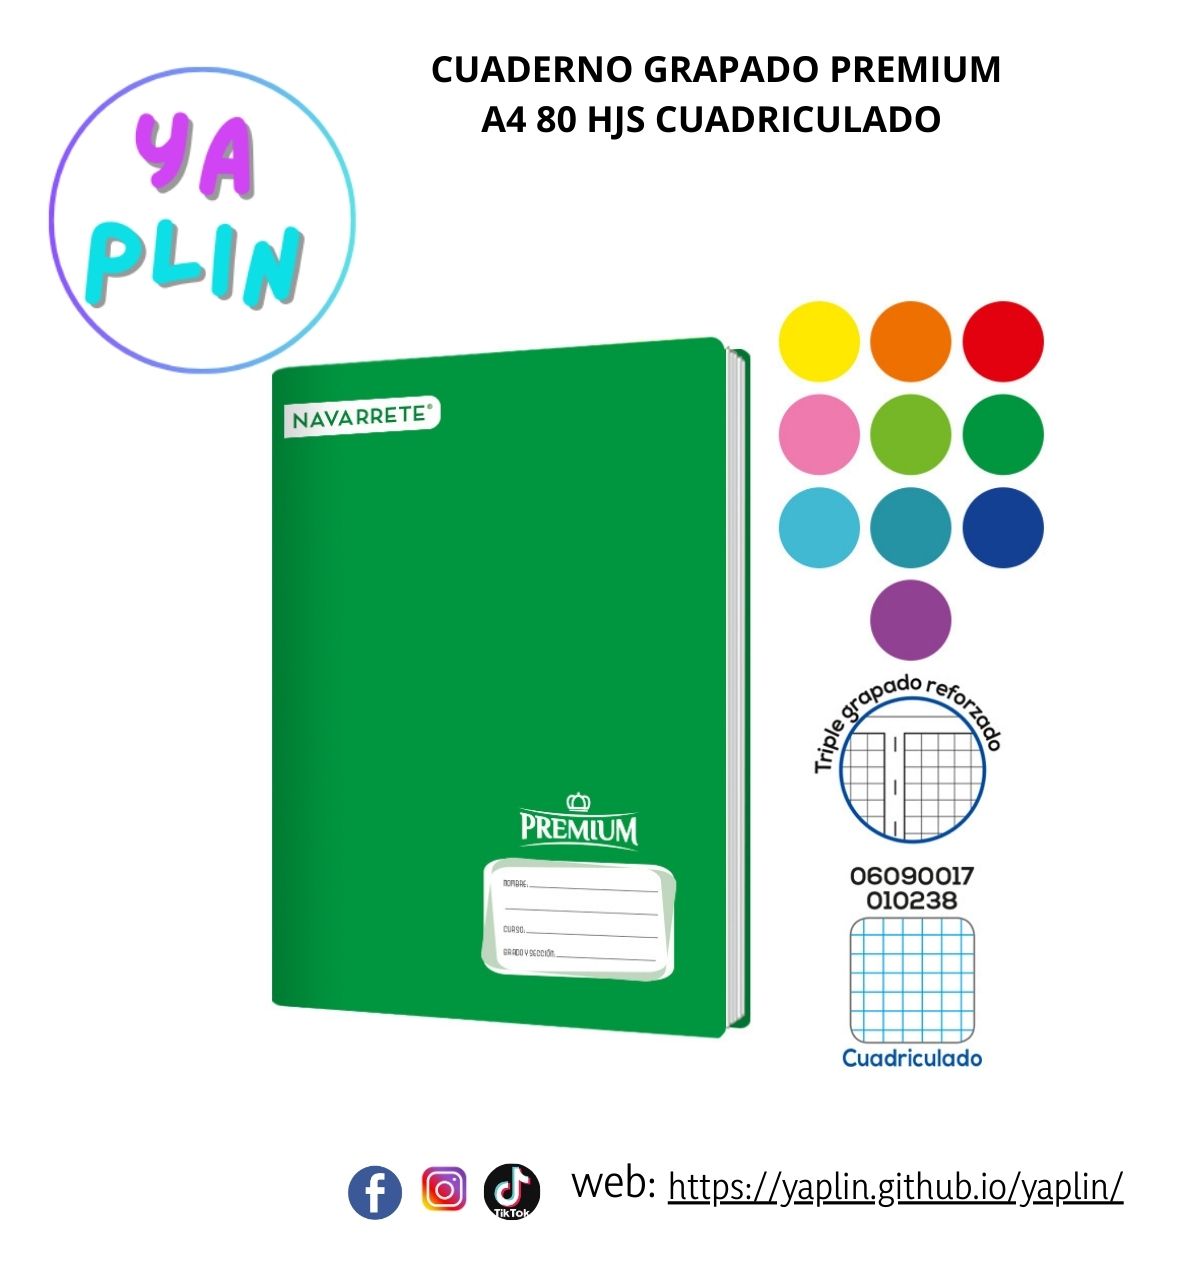 CUADERNO GRAPADO PREMIUM
A4 80 HJS CUADRICULADO
YA
PLIN
NAVARRETE®
PREMIUM
NOMBRE:
CURSO:
GRADO Y SECCIÓN:
Triple grapado reforzado
06090017
010238
Cuadriculado
TikTok
web: https://yaplin.github.io/yaplin/